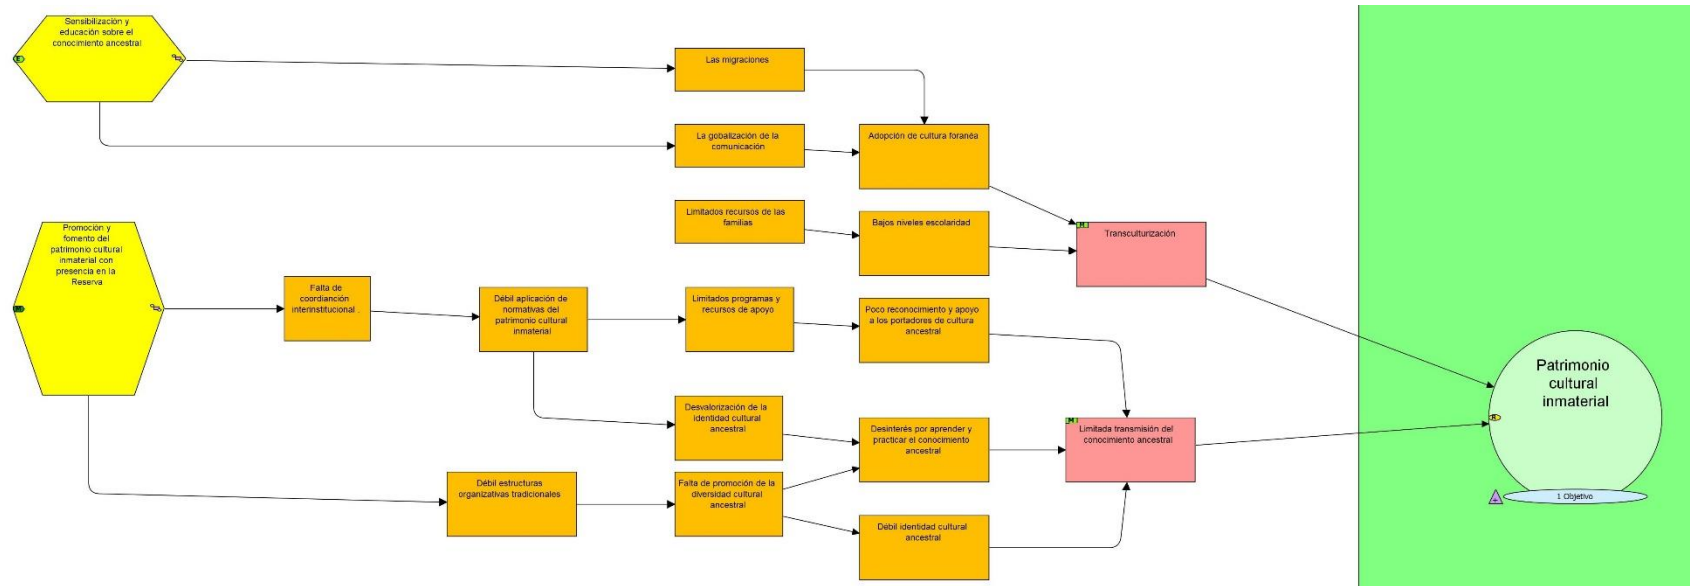 Sensibilización y
educación sobre el
conocimiento ancestral
E
Las migraciones
La gobalización de la
comunicación
Adopción de cultura foranéa
Limitados recursos de las
familias
Bajos niveles escolaridad
M
Transculturización
Promoción y
fomento del
patrimonio cultural
inmaterial con
presencia en la
Reserva
M
Falta de
coordíanción
interinstitucional .
Débil aplicación de
normativas del
patrimonio cultural
inmaterial
Limitados programas y
recursos de apoyo
Poco reconocimiento y apoyo
a los portadores de cultura
ancestral
Desvalorización de la
identidad cultural
ancestral
Desinterés por aprender y
practicar el conocimiento
ancestral
M
Limitada transmisión del
conocimiento ancestral
Débil estructuras
organizativas tradicionales
Falta de promoción de la
diversidad cultural
ancestral
Débil identidad cultural
ancestral
Patrimonio
cultural
inmaterial
R
1 Objetivo